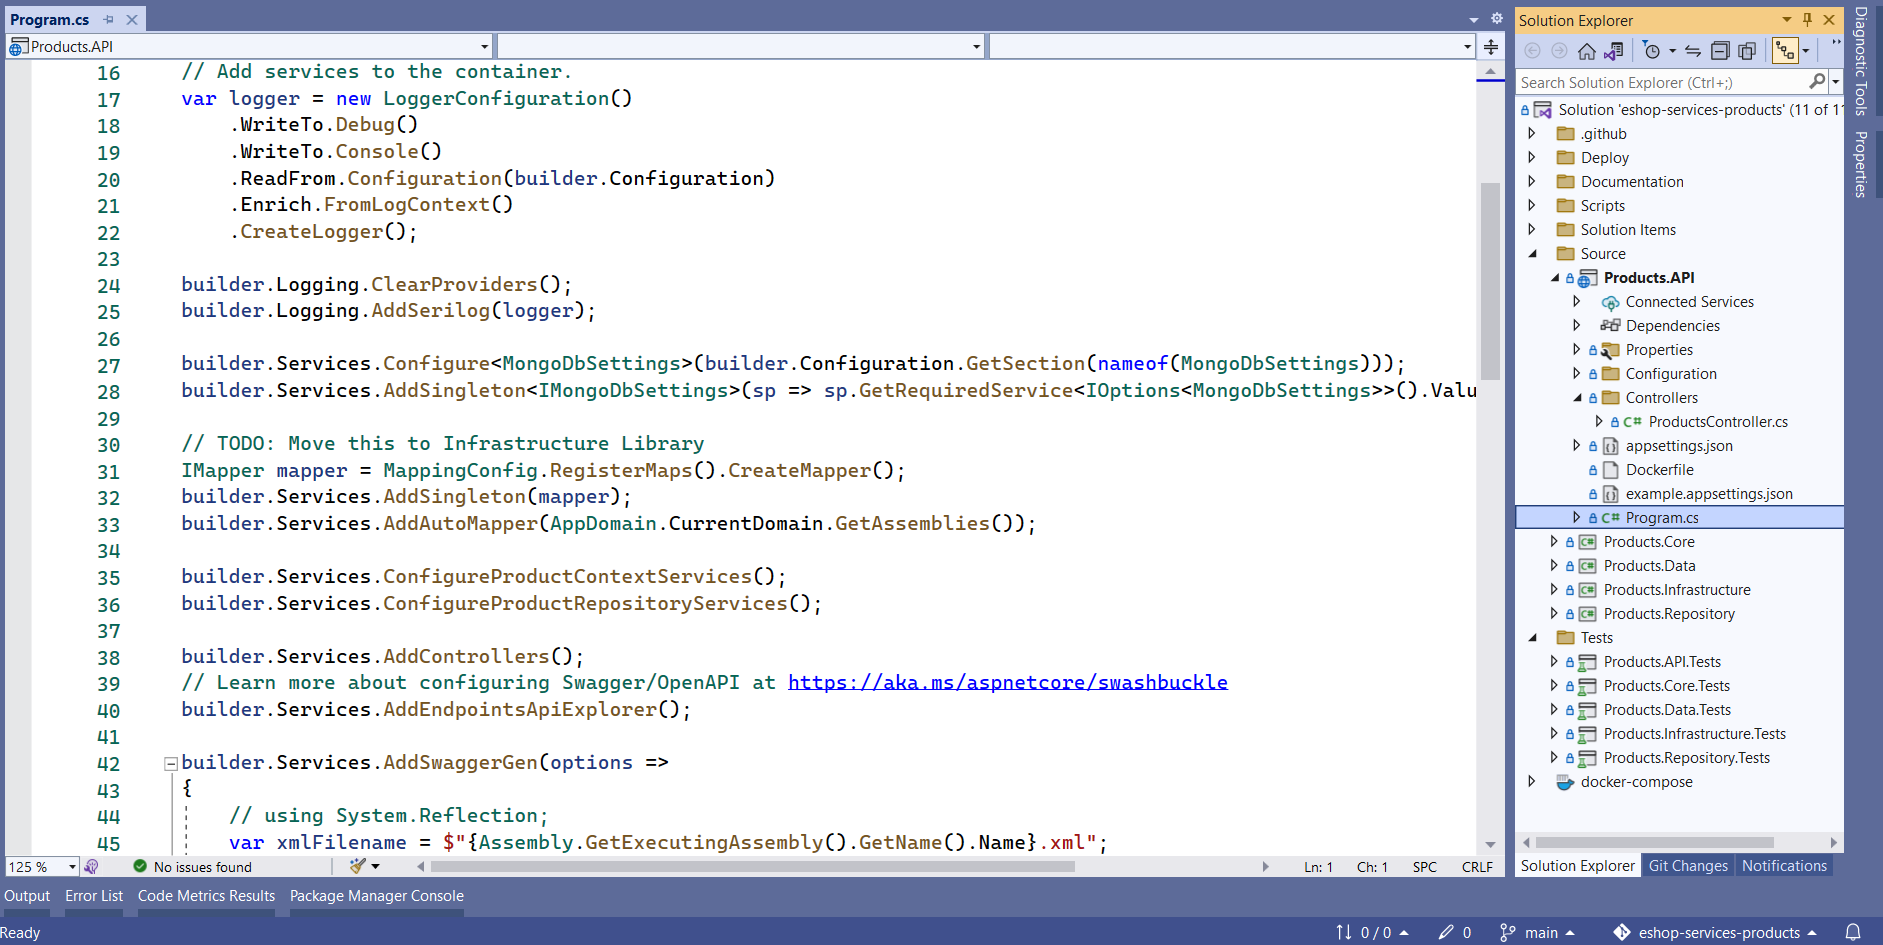 Program.cs
Products.API
16 // Add services to the container.
17 var logger = new LoggerConfiguration()
18 .WriteTo.Debug()
19 .WriteTo.Console()
20 .ReadFrom.Configuration(builder.Configuration)
21 .Enrich.FromLogContext()
22 .CreateLogger();
23
24 builder.Logging.ClearProviders();
25 builder.Logging.AddSerilog(logger);
26
27 builder.Services.Configure<MongoDbSettings>(builder.Configuration.GetSection(nameof(MongoDbSettings)));
28 builder.Services.AddSingleton<IMongoDbSettings>(sp => sp.GetRequiredService<IOptions<MongoDbSettings>>().Valu
29
30 // TODO: Move this to Infrastructure Library
31 IMapper mapper = MappingConfig.RegisterMaps().CreateMapper();
32 builder.Services.AddSingleton(mapper);
33 builder.Services.AddAutoMapper(AppDomain.CurrentDomain.GetAssemblies());
34
35 builder.Services.ConfigureProductContextServices();
36 builder.Services.ConfigureProductRepositoryServices();
37
38 builder.Services.AddControllers();
39 // Learn more about configuring Swagger/OpenAPI at https://aka.ms/aspnetcore/swashbuckle
40 builder.Services.AddEndpointsApiExplorer();
41
42 builder.Services.AddSwaggerGen(options =>
43 {
44 // using System.Reflection;
45 var xmlFilename = $"{Assembly.GetExecutingAssembly().GetName().Name}.xml";
125 % No issues found Ln: 1 Ch: 1 SPC CRLF
Solution Explorer
Search Solution Explorer (Ctrl+;)
Solution 'eshop-services-products' (11 of 11
.github
Deploy
Documentation
Scripts
Solution Items
Source
Products.API
Connected Services
Dependencies
Properties
Configuration
Controllers
C# ProductsController.cs
appsettings.json
Dockerfile
example.appsettings.json
C# Program.cs
C# Products.Core
C# Products.Data
C# Products.Infrastructure
C# Products.Repository
Tests
Products.API.Tests
Products.Core.Tests
Products.Data.Tests
Products.Infrastructure.Tests
Products.Repository.Tests
docker-compose
Solution Explorer Git Changes Notifications
Diagnostic Tools
Properties
Output Error List Code Metrics Results Package Manager Console
Ready 0 / 0 0 main eshop-services-products